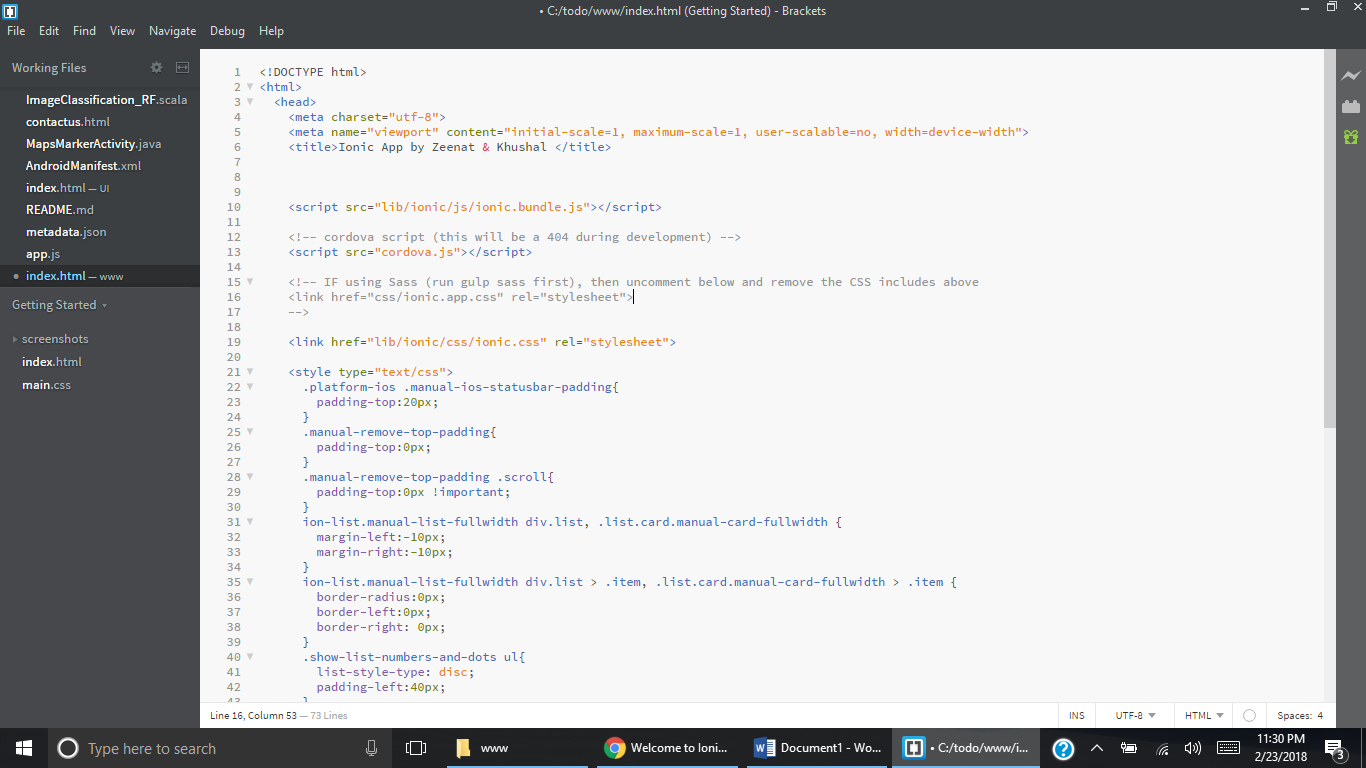 • C:/todo/www/index.html (Getting Started) - Brackets
File Edit Find View Navigate Debug Help
Working Files
ImageClassification_RF.scala
contactus.html
MapsMarkerActivity.java
AndroidManifest.xml
index.html — UI
README.md
metadata.json
app.js
index.html — www
Getting Started
screenshots
index.html
main.css
1 <!DOCTYPE html>
2 <html>
3 <head>
4 <meta charset="utf-8">
5 <meta name="viewport" content="initial-scale=1, maximum-scale=1, user-scalable=no, width=device-width">
6 <title>Ionic App by Zeenat & Khushal </title>
7
8
9
10 <script src="lib/ionic/js/ionic.bundle.js"></script>
11
12 <!-- cordova script (this will be a 404 during development) -->
13 <script src="cordova.js"></script>
14
15 <!-- IF using Sass (run gulp sass first), then uncomment below and remove the CSS includes above
16 <link href="css/ionic.app.css" rel="stylesheet">
17 -->
18
19 <link href="lib/ionic/css/ionic.css" rel="stylesheet">
20
21 <style type="text/css">
22 .platform-ios .manual-ios-statusbar-padding{
23 padding-top:20px;
24 }
25 .manual-remove-top-padding{
26 padding-top:0px;
27 }
28 .manual-remove-top-padding .scroll{
29 padding-top:0px !important;
30 }
31 ion-list.manual-list-fullwidth div.list, .list.card.manual-card-fullwidth {
32 margin-left:-10px;
33 margin-right:-10px;
34 }
35 ion-list.manual-list-fullwidth div.list > .item, .list.card.manual-card-fullwidth > .item {
36 border-radius:0px;
37 border-left:0px;
38 border-right: 0px;
39 }
40 .show-list-numbers-and-dots ul{
41 list-style-type: disc;
42 padding-left:40px;
43 }
Line 16, Column 53 — 73 Lines
INS UTF-8 HTML Spaces: 4
Type here to search
www
Welcome to Ioni...
Document1 - Wo...
• C:/todo/www/i...
11:30 PM
2/23/2018
3